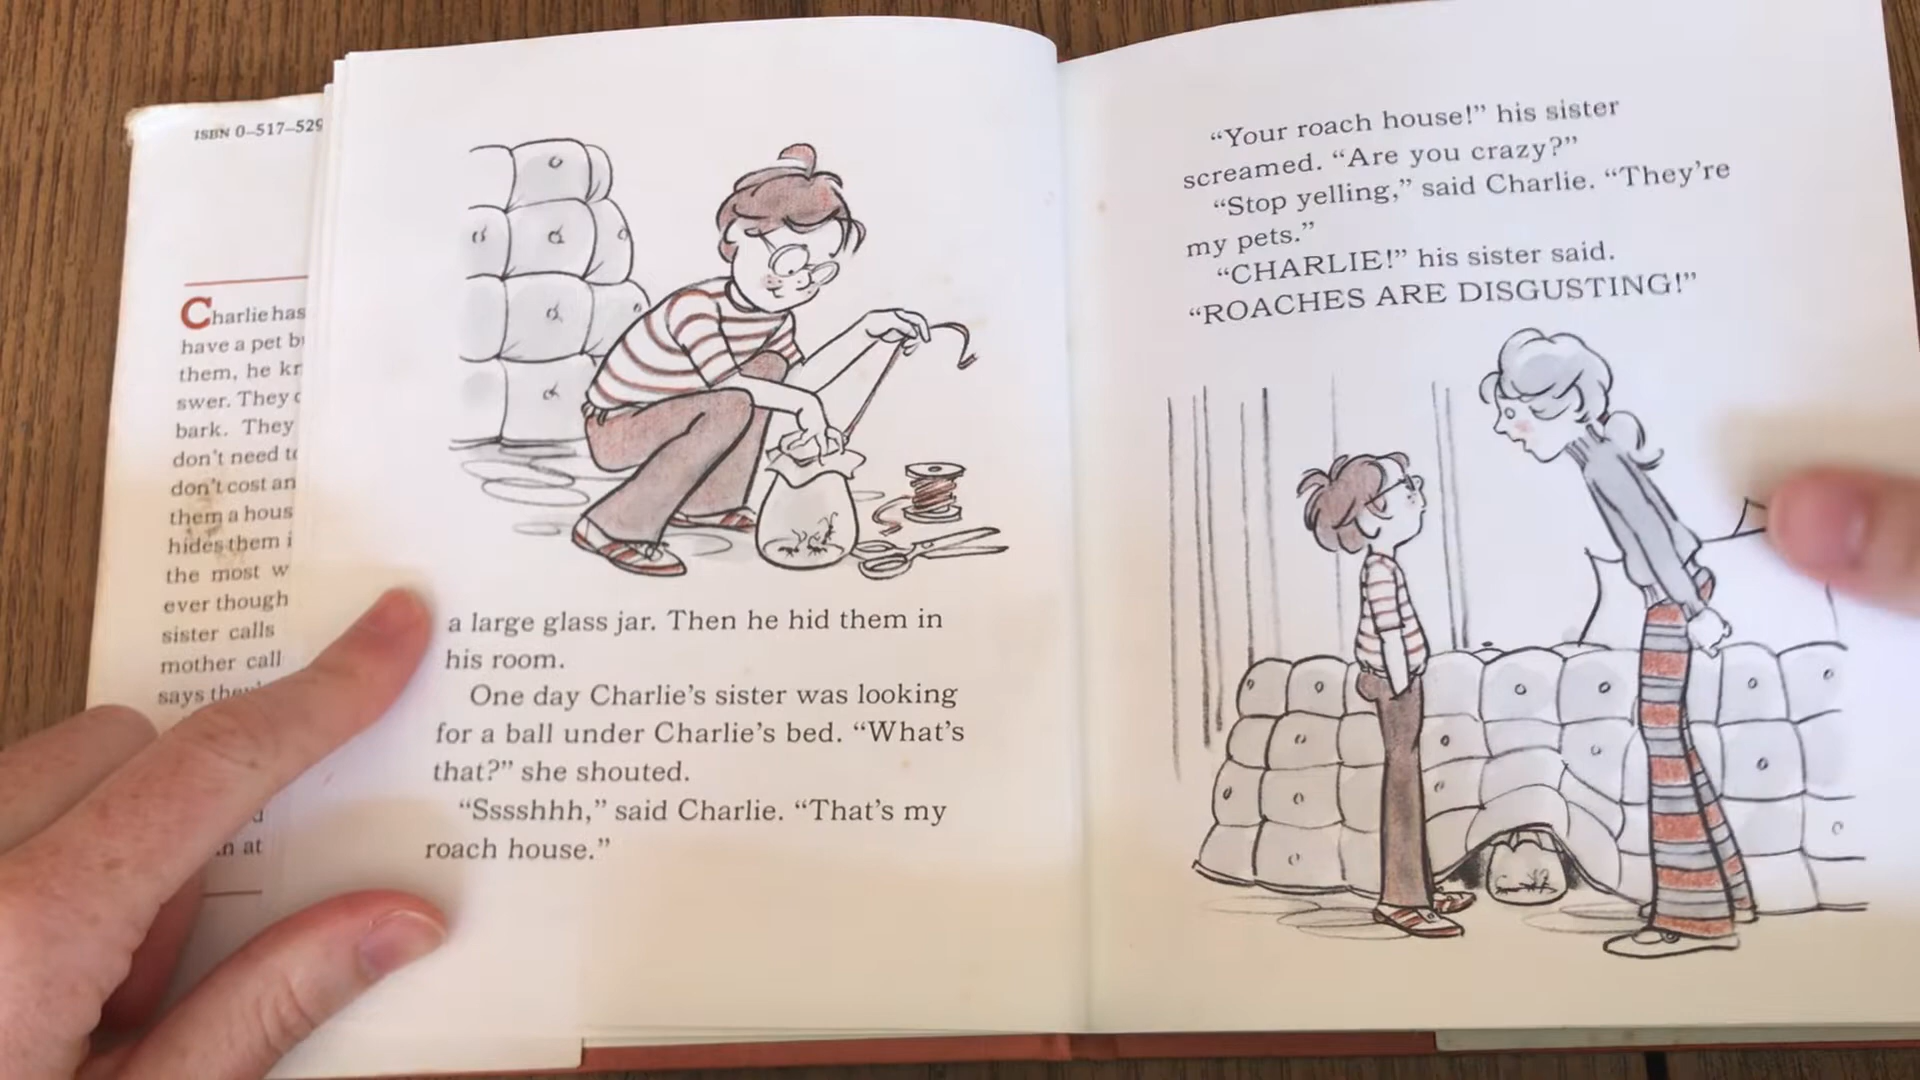 ISBN 0–517–529
Charlie has
have a pet b
them, he kn
swer. They
bark. They
don't need to
don't cost an
them a hous
hides them i
the most w
ever though
sister calls
mother call
says they'
n at
a large glass jar. Then he hid them in
his room.
One day Charlie's sister was looking
for a ball under Charlie's bed. “What's
that?” she shouted.
“Sssshhh,” said Charlie. “That's my
roach house.”
“Your roach house!” his sister
screamed. “Are you crazy?”
“Stop yelling,” said Charlie. “They're
my pets.”
“CHARLIE!” his sister said.
“ROACHES ARE DISGUSTING!”